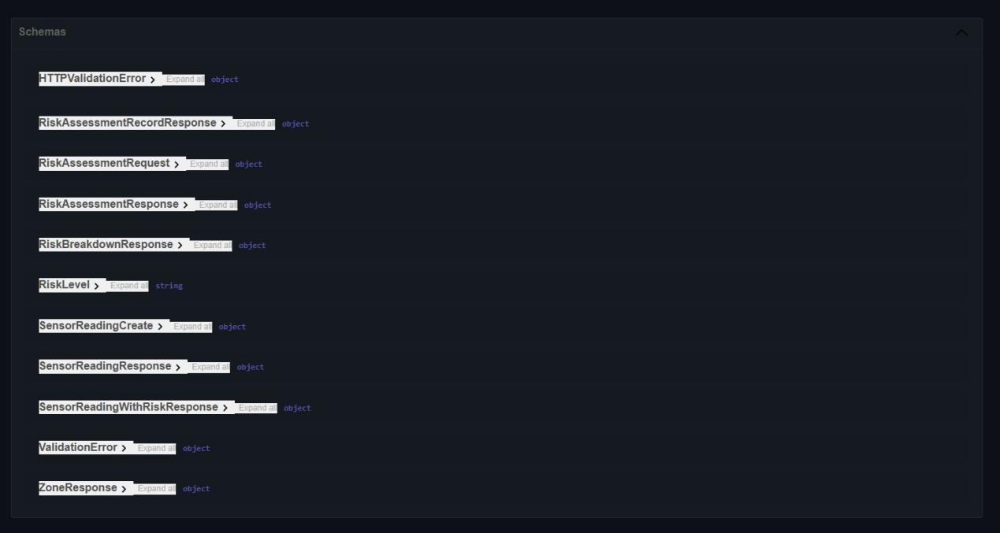 Schemas
HTTPValidationError Expand all object
RiskAssessmentRecordResponse Expand all object
RiskAssessmentRequest Expand all object
RiskAssessmentResponse Expand all object
RiskBreakdownResponse Expand all object
RiskLevel Expand all string
SensorReadingCreate Expand all object
SensorReadingResponse Expand all object
SensorReadingWithRiskResponse Expand all object
ValidationError Expand all object
ZoneResponse Expand all object